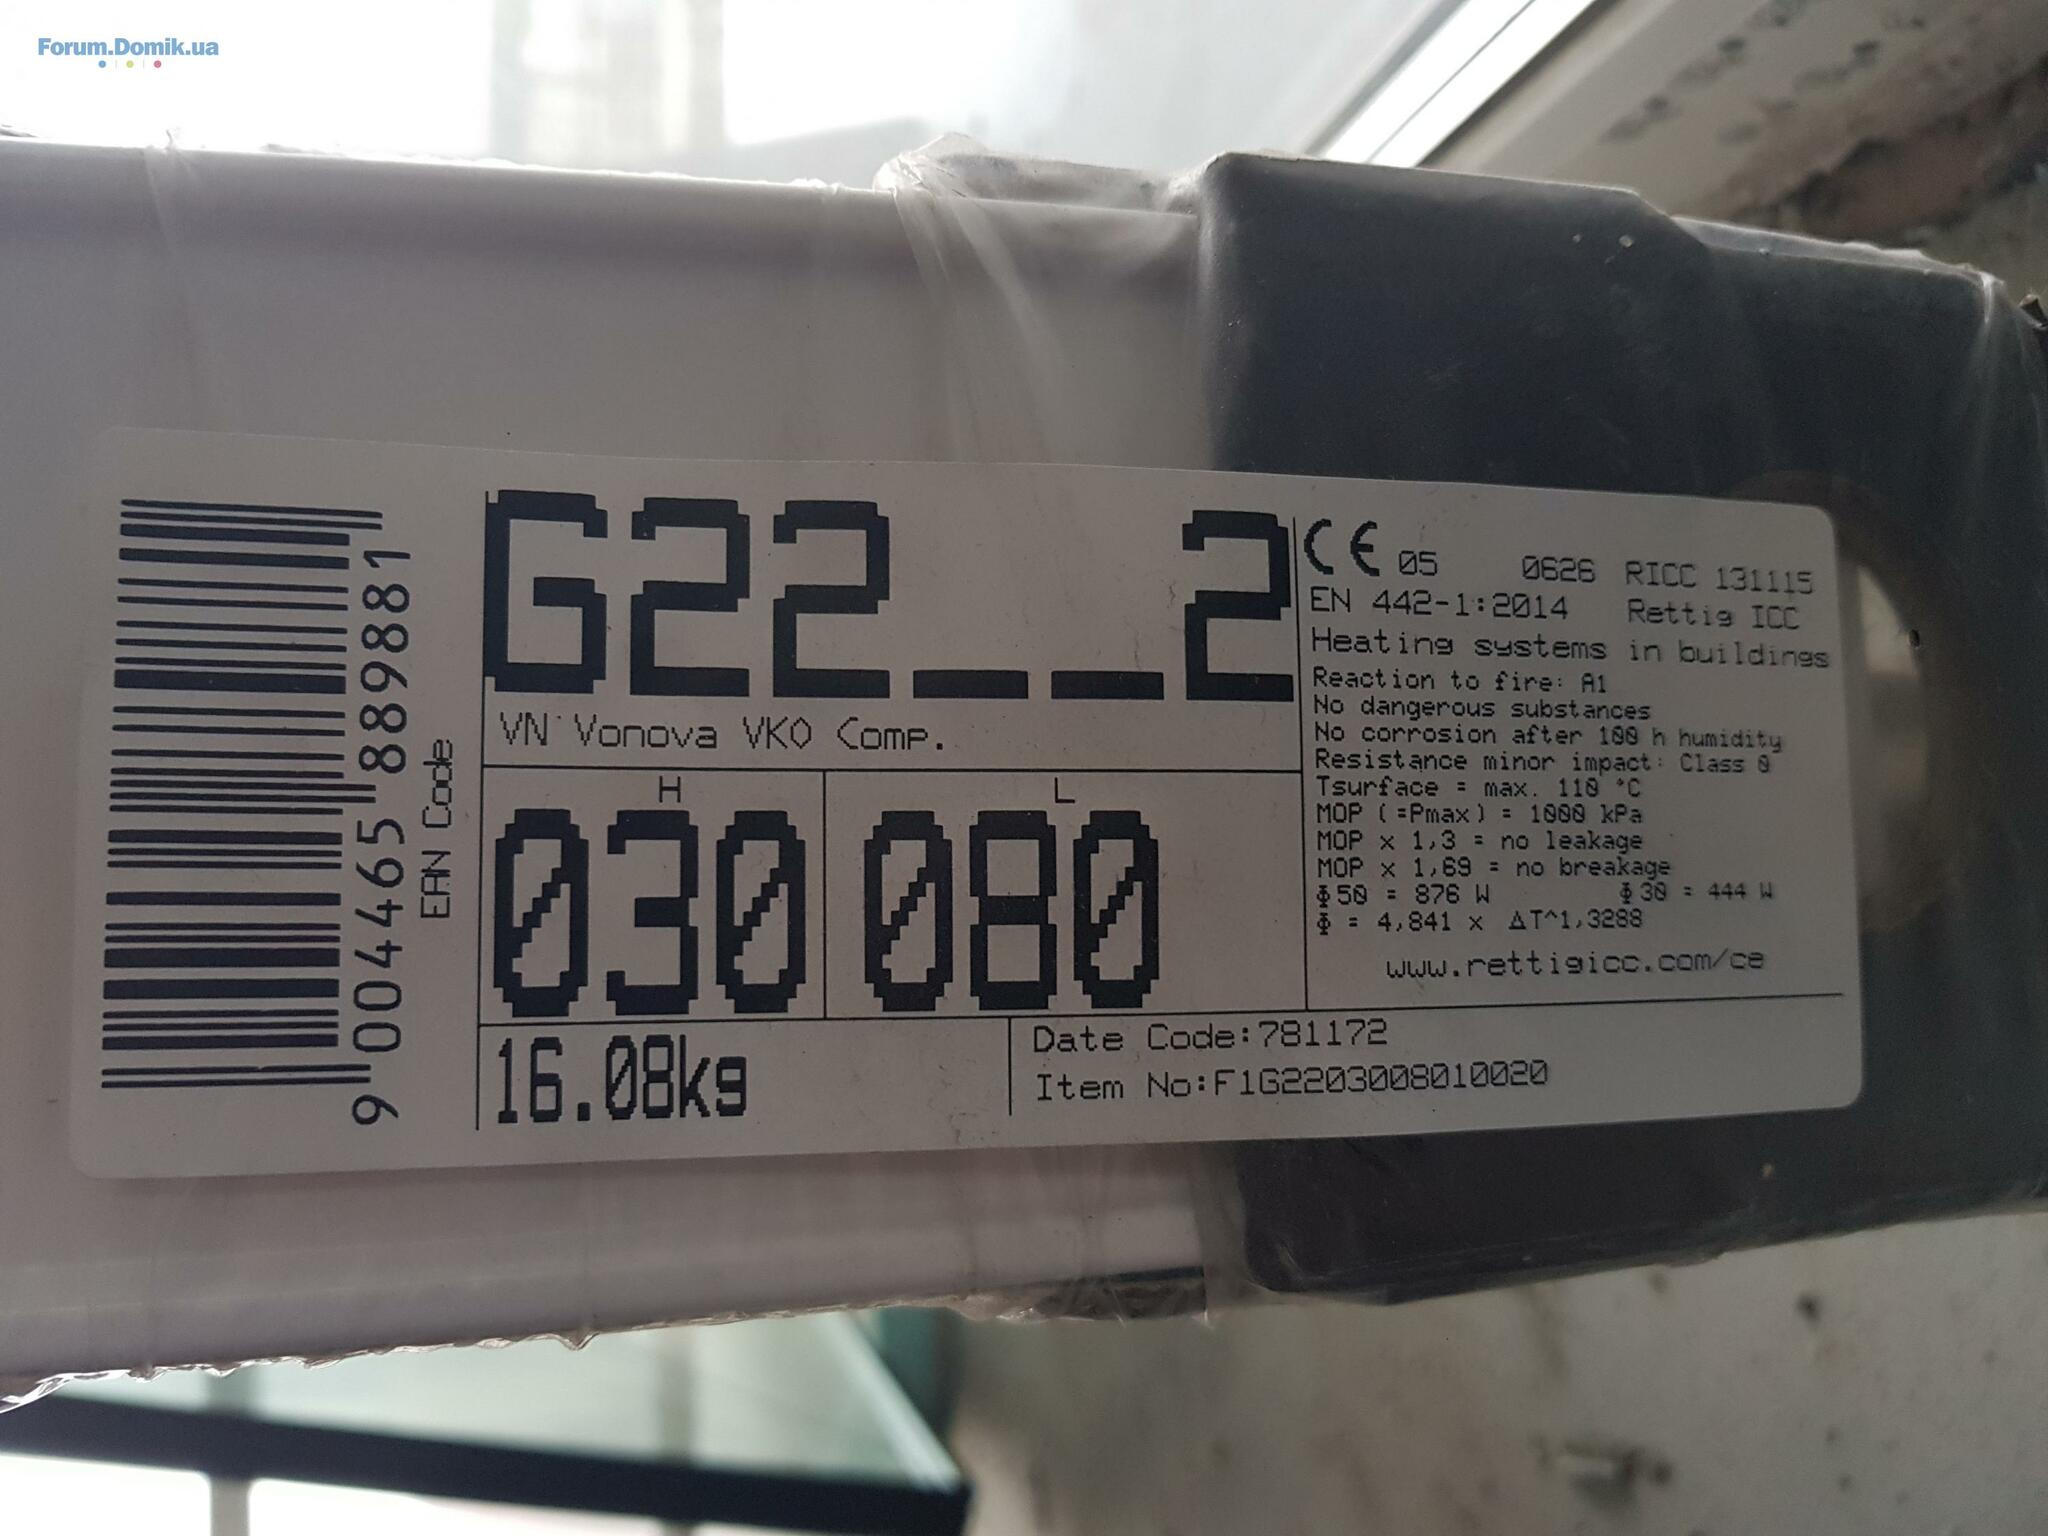 Forum.Domik.ua
9 004465 889881
EAN Code
G22__2
VN Vonova VKO Comp.
H
030
L
080
16.08kg
CE 05 0626 RICC 131115
EN 442-1:2014 Rettig ICC
Heating systems in buildings
Reaction to fire: A1
No dangerous substances
No corrosion after 100 h humidity
Resistance minor impact: Class 0
Tsurface = max. 110 °C
MOP (=Pmax) = 1000 kPa
MOP x 1,3 = no leakage
MOP x 1,69 = no breakage
Φ50 = 876 W Φ30 = 444 W
Φ = 4,841 x ΔT^1,3288
www.rettigicc.com/ce
Date Code:781172
Item No:F1G2203008010020